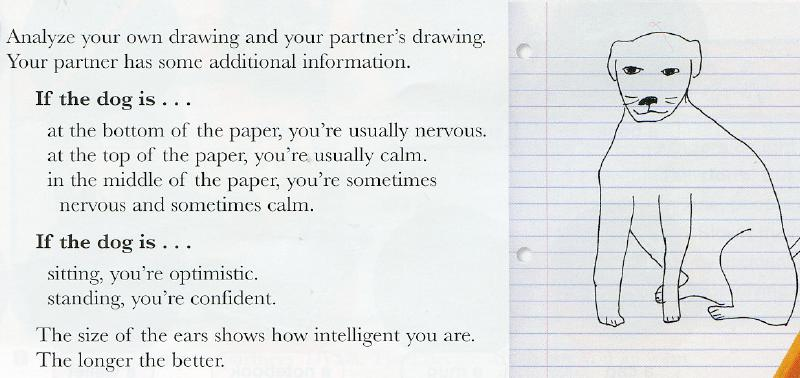 Analyze your own drawing and your partner's drawing.
Your partner has some additional information.
If the dog is . . .
at the bottom of the paper, you're usually nervous.
at the top of the paper, you're usually calm.
in the middle of the paper, you're sometimes
nervous and sometimes calm.
If the dog is . . .
sitting, you're optimistic.
standing, you're confident.
The size of the ears shows how intelligent you are.
The longer the better.